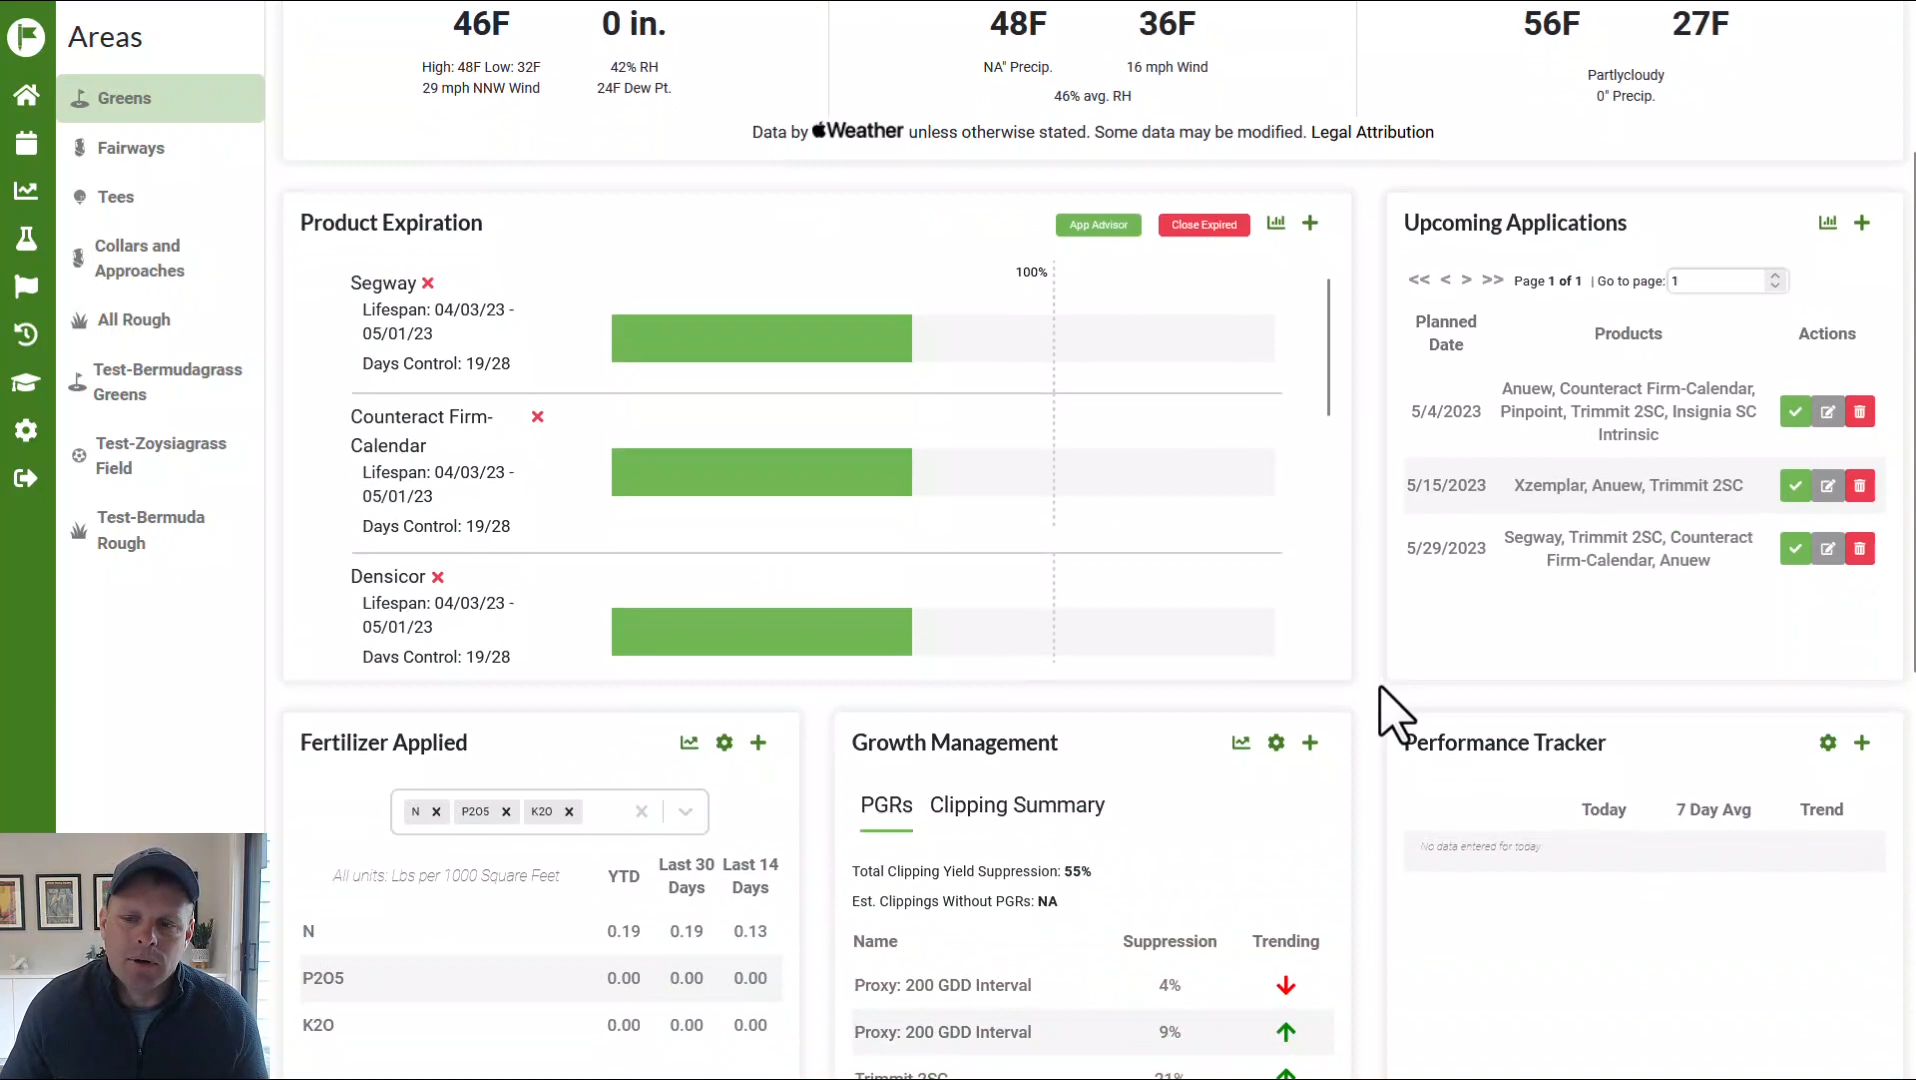 Areas
Greens
Fairways
Tees
Collars and
Approaches
All Rough
Test-Bermudagrass
Greens
Test-Zoysiagrass
Field
Test-Bermuda
Rough
46F
0 in.
High: 48F Low: 32F
29 mph NNW Wind
42% RH
24F Dew Pt.
48F
36F
NA" Precip.
16 mph Wind
46% avg. RH
56F
27F
Partlycloudy
0" Precip.
Data by Weather unless otherwise stated. Some data may be modified. Legal Attribution
Product Expiration
App Advisor
Close Expired
100%
Segway
Lifespan: 04/03/23 -
05/01/23
Days Control: 19/28
Counteract Firm-
Calendar
Lifespan: 04/03/23 -
05/01/23
Days Control: 19/28
Densicor
Lifespan: 04/03/23 -
05/01/23
Days Control: 19/28
Upcoming Applications
<< < > >> Page 1 of 1 | Go to page: 1
Planned
Date
Products
Actions
5/4/2023
Anuew, Counteract Firm-Calendar,
Pinpoint, Trimmit 2SC, Insignia SC
Intrinsic
5/15/2023
Xzemplar, Anuew, Trimmit 2SC
5/29/2023
Segway, Trimmit 2SC, Counteract
Firm-Calendar, Anuew
Fertilizer Applied
N
P2O5
K2O
All units: Lbs per 1000 Square Feet
YTD
Last 30
Days
Last 14
Days
N 0.19 0.19 0.13
P2O5 0.00 0.00 0.00
K2O 0.00 0.00 0.00
Growth Management
PGRs Clipping Summary
Total Clipping Yield Suppression: 55%
Est. Clippings Without PGRs: NA
Name Suppression Trending
Proxy: 200 GDD Interval 4%
Proxy: 200 GDD Interval 9%
Trimmit 2SC 21%
Performance Tracker
Today 7 Day Avg Trend
No data entered for today